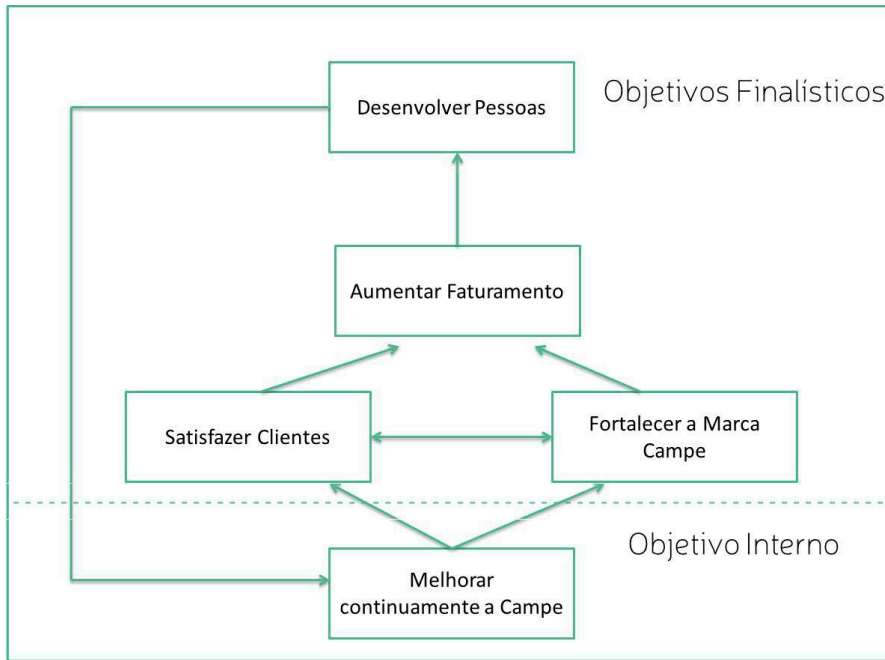 Desenvolver Pessoas
Objetivos Finalísticos
Aumentar Faturamento
Satisfazer Clientes
Fortalecer a Marca
Campe
Objetivo Interno
Melhorar
continuamente a Campe